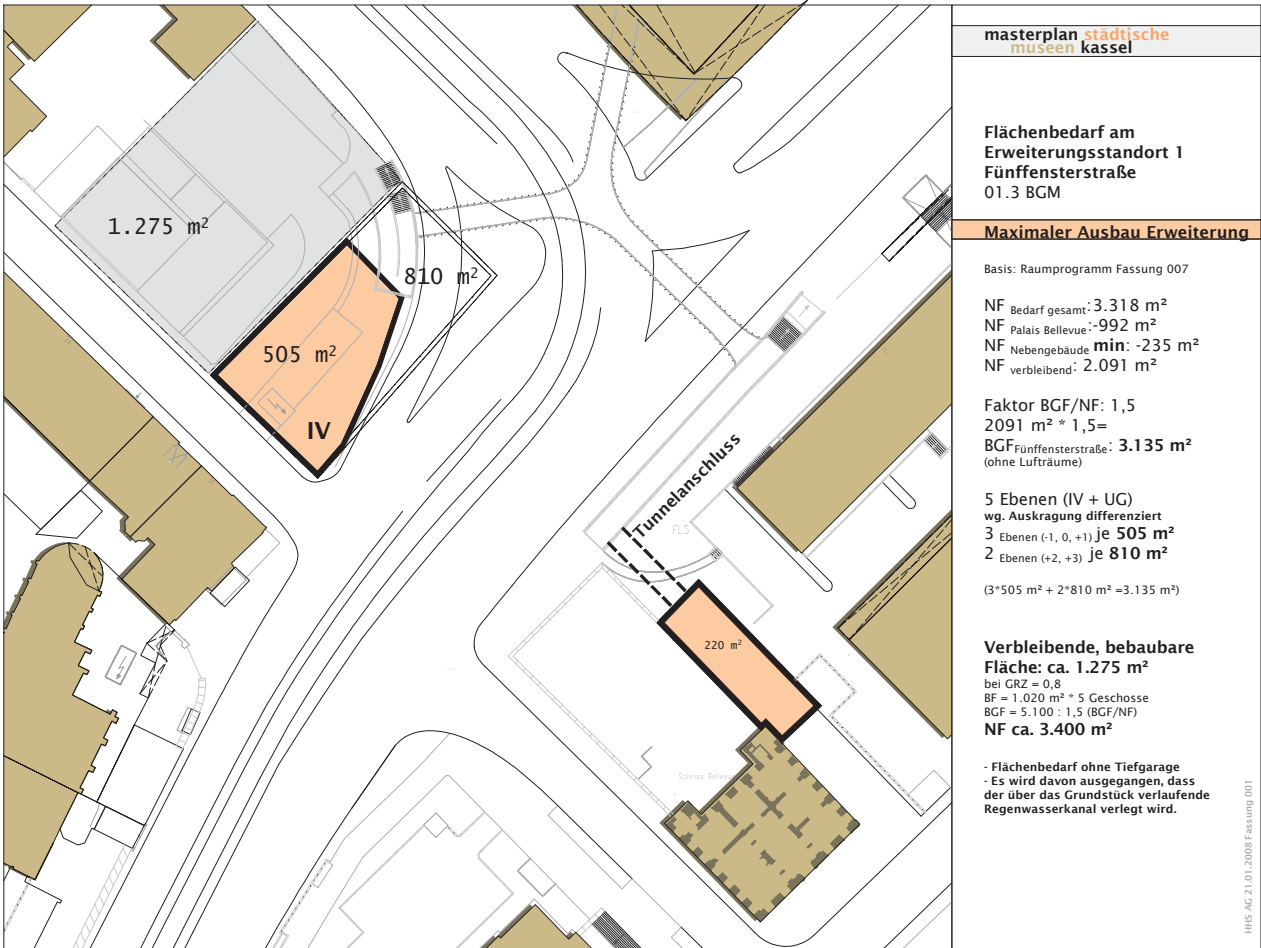 1.275 m²
810 m²
505 m²
IV
Tunnelanschluss
FL5
220 m²
Schloss Bellevue
masterplan städtische
museen kassel
Flächenbedarf am
Erweiterungsstandort 1
Fünffensterstraße
01.3 BGM
Maximaler Ausbau Erweiterung
Basis: Raumprogramm Fassung 007
NF Bedarf gesamt: 3.318 m²
NF Palais Bellevue: -992 m²
NF Nebengebäude min: -235 m²
NF verbleibend: 2.091 m²
Faktor BGF/NF: 1,5
2091 m² * 1,5=
BGF Fünffensterstraße: 3.135 m²
(ohne Lufträume)
5 Ebenen (IV + UG)
wg. Auskragung differenziert
3 Ebenen (-1, 0, +1) je 505 m²
2 Ebenen (+2, +3) je 810 m²
(3*505 m² + 2*810 m² =3.135 m²)
Verbleibende, bebaubare
Fläche: ca. 1.275 m²
bei GRZ = 0,8
BF = 1.020 m² * 5 Geschosse
BGF = 5.100 : 1,5 (BGF/NF)
NF ca. 3.400 m²
- Flächenbedarf ohne Tiefgarage
- Es wird davon ausgegangen, dass
der über das Grundstück verlaufende
Regenwasserkanal verlegt wird.
HHS AG 21.01.2008 Fassung 001